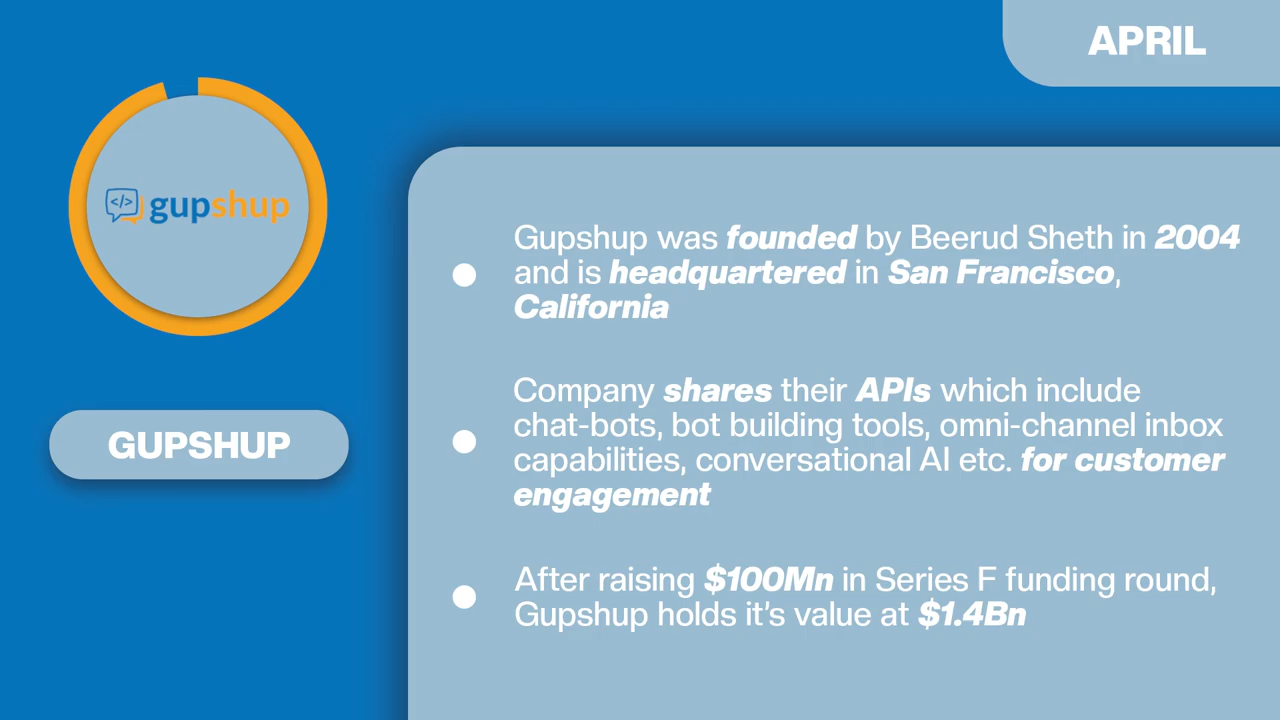 APRIL
</> gupshup
GUPSHUP
Gupshup was founded by Beerud Sheth in 2004
and is headquartered in San Francisco,
California
Company shares their APIs which include
chat-bots, bot building tools, omni-channel inbox
capabilities, conversational AI etc. for customer
engagement
After raising $100Mn in Series F funding round,
Gupshup holds it's value at $1.4Bn